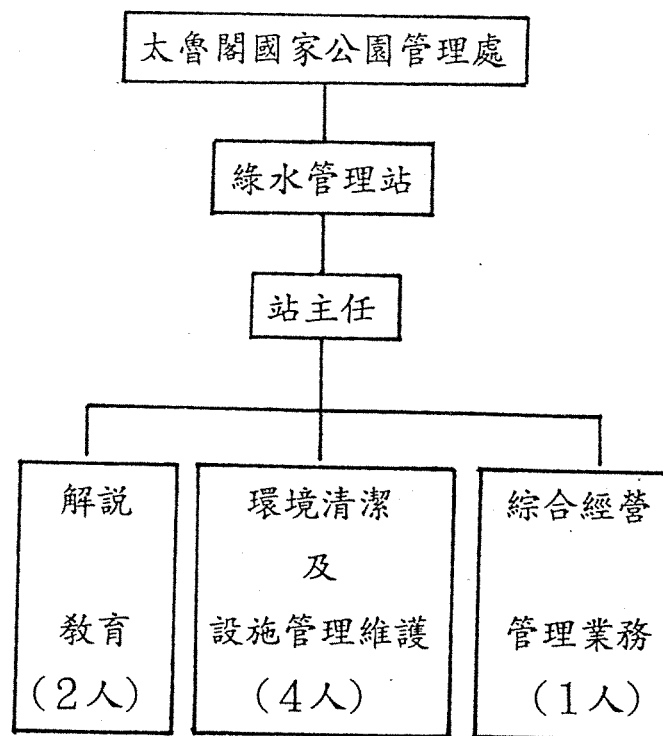 太魯閣國家公園管理處
綠水管理站
站主任
解說
教育
(2人)
環境清潔
及
設施管理維護
(4人)
綜合經營
管理業務
(1人)